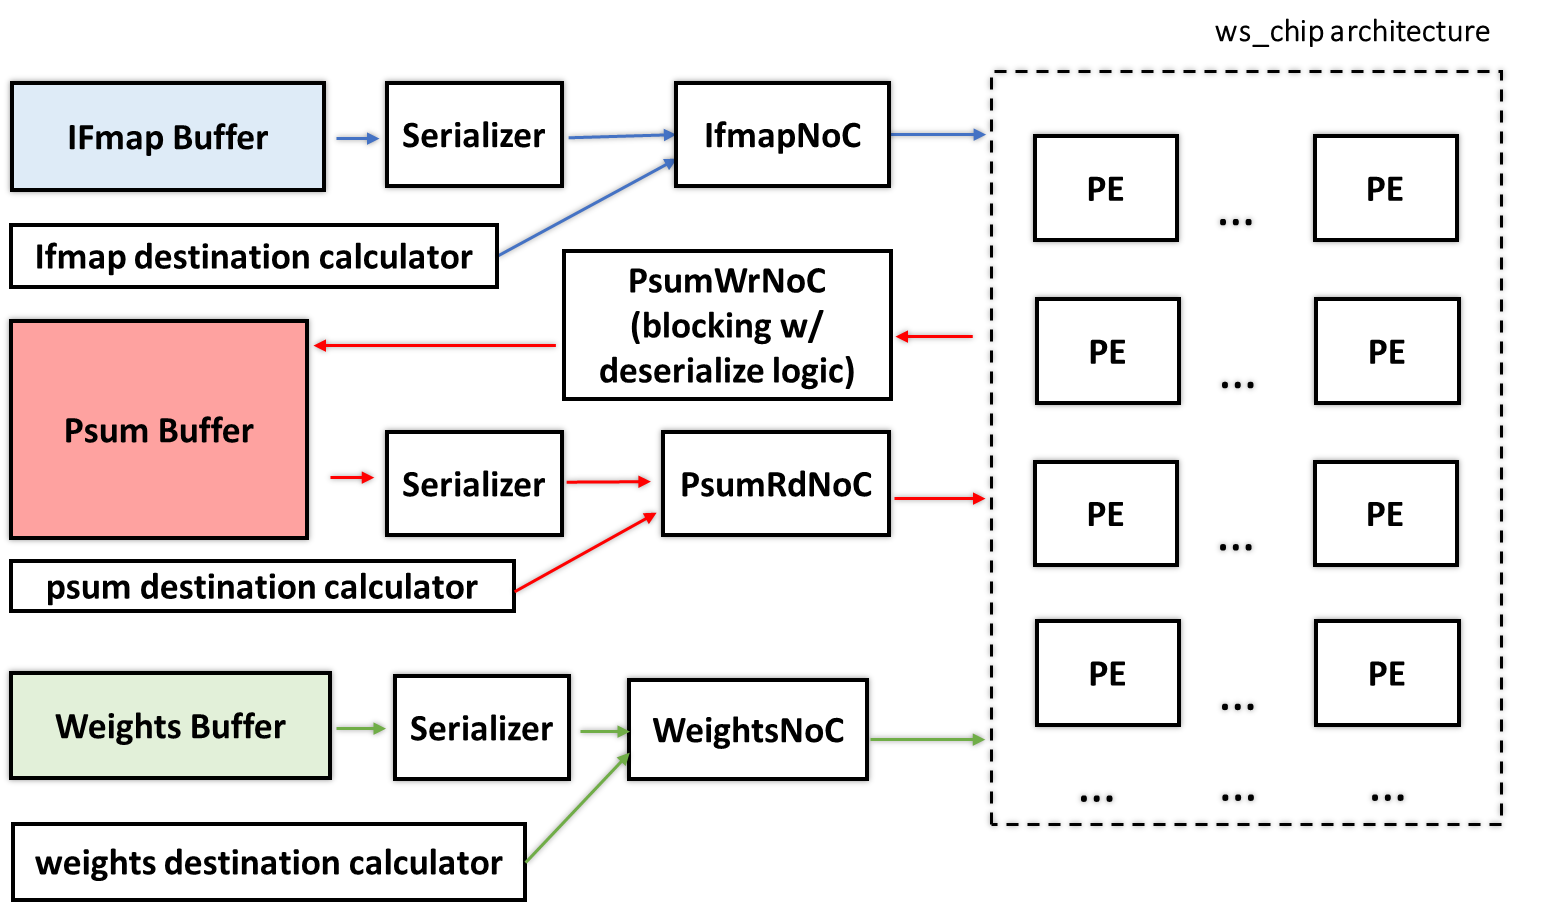 ws_chip architecture
IFmap Buffer
Serializer
IfmapNoC
Ifmap destination calculator
PsumWrNoC
(blocking w/
deserialize logic)
Psum Buffer
Serializer
PsumRdNoC
psum destination calculator
Weights Buffer
Serializer
WeightsNoC
weights destination calculator
PE
...
PE
PE
...
PE
PE
...
PE
PE
...
PE
...
...
...